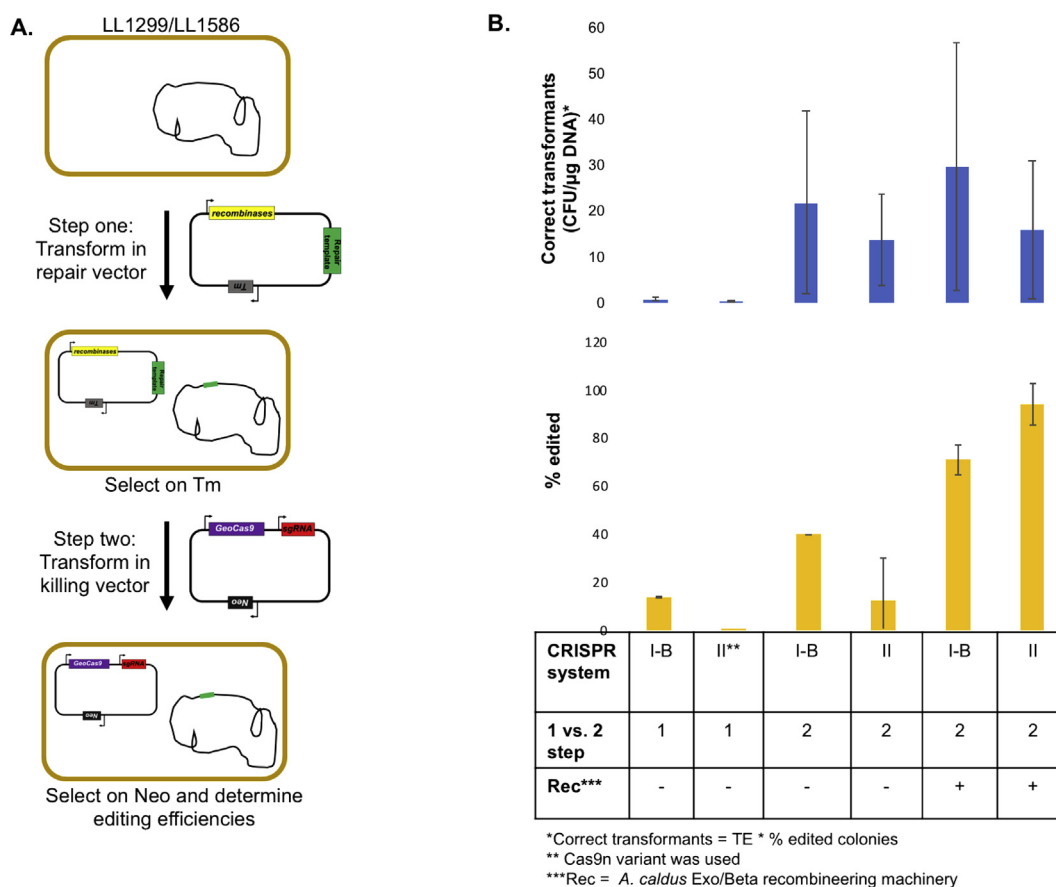 A.
LL1299/LL1586
Step one:
Transform in
repair vector
recombinases
Repair
template
Tm
recombinases
Repair
template
Tm
Select on Tm
Step two:
Transform in
killing vector
GeoCas9
sgRNA
Neo
GeoCas9
sgRNA
Neo
Select on Neo and determine
editing efficiencies
B.
Correct transformants
(CFU/µg DNA)*
60
50
40
30
20
10
0
% edited
120
100
80
60
40
20
0
CRISPR system I-B II** I-B II I-B II
1 vs. 2 step 1 1 2 2 2 2
Rec*** - - - - + +
*Correct transformants = TE * % edited colonies
** Cas9n variant was used
***Rec = A. caldus Exo/Beta recombineering machinery